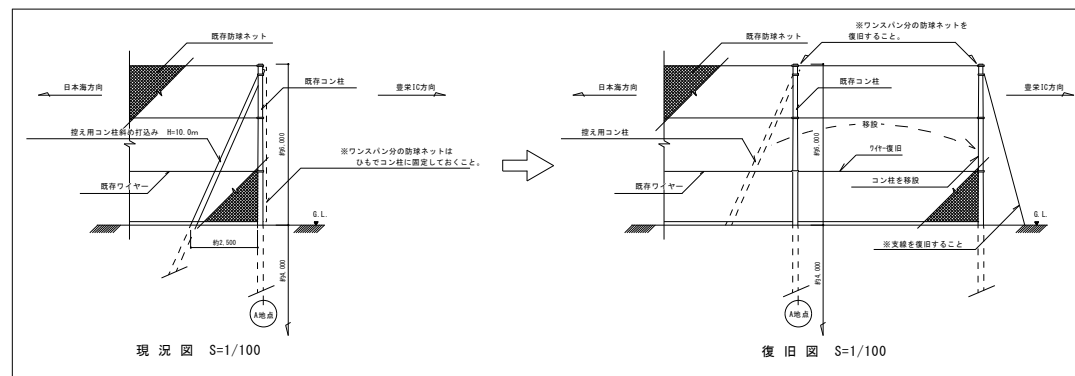 既存防球ネット
日本海方向
豊栄IC方向
既存コン柱
控え用コン柱斜め打込み H=10.0m
約6.000
※ワンスパン分の防球ネットは
ひもでコン柱に固定しておくこと。
既存ワイヤー
G.L.
約2.500
約4.000
A地点
現況図 S=1/100
※ワンスパン分の防球ネットを
復旧すること。
既存防球ネット
既存コン柱
日本海方向
豊栄IC方向
控え用コン柱
移設
約6.000
ワイヤー復旧
既存ワイヤー
コン柱を移設
G.L.
※支線を復旧すること
約4.000
A地点
復旧図 S=1/100